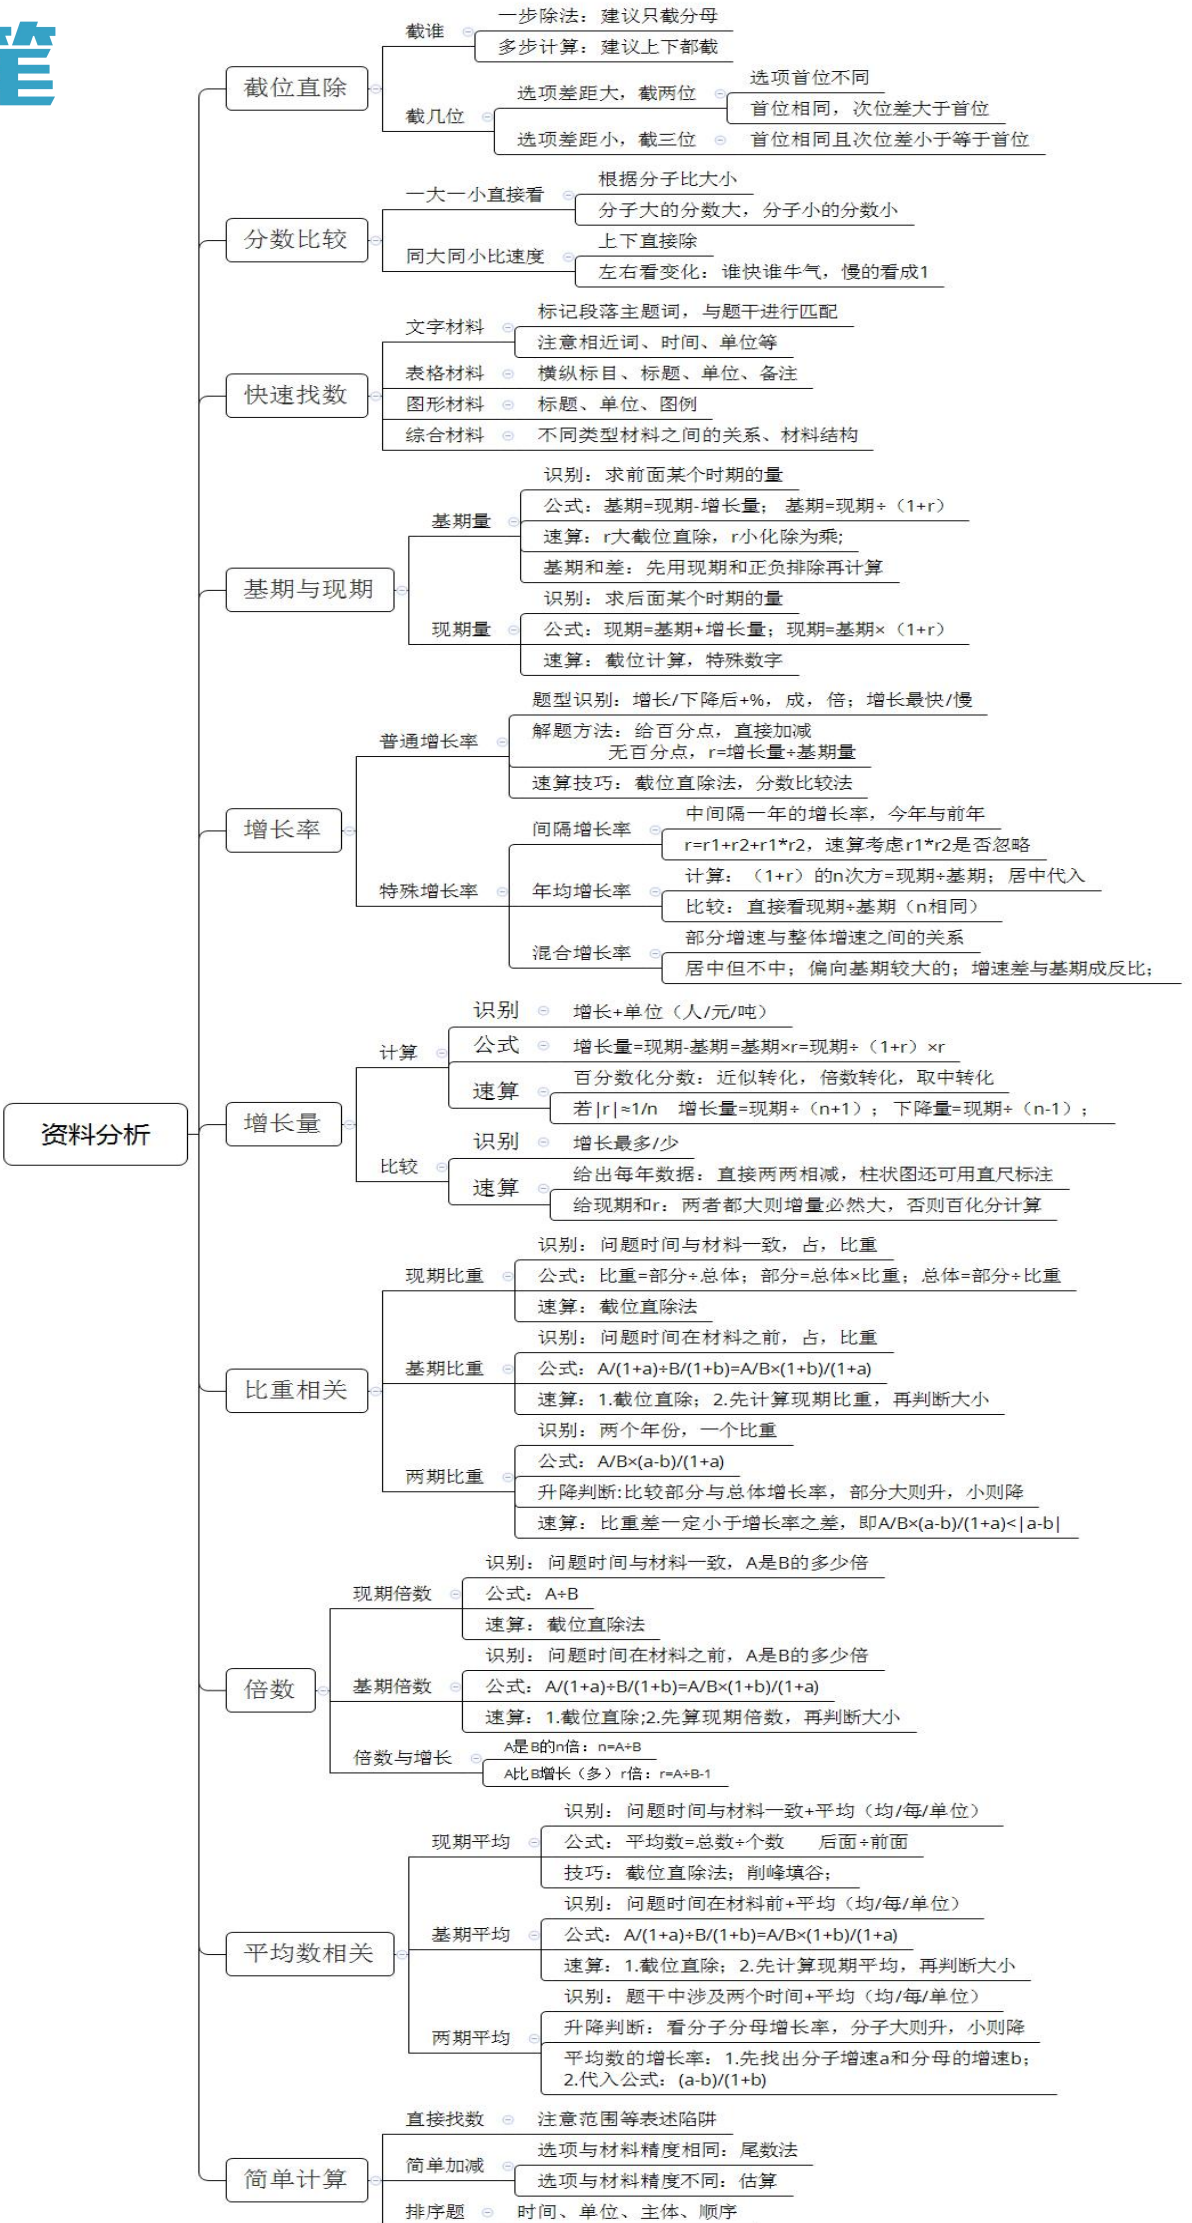 笔
资料分析
截位直除
截谁
一步除法：建议只截分母
多步计算：建议上下都截
截几位
选项差距大，截两位
选项首位不同
首位相同，次位差大于首位
选项差距小，截三位
首位相同且次位差小于等于首位
分数比较
一大一小直接看
根据分子比大小
分子大的分数大，分子小的分数小
同大同小比速度
上下直接除
左右看变化：谁快谁牛气，慢的看成1
快速找数
文字材料
标记段落主题词，与题干进行匹配
注意相近词、时间、单位等
表格材料
横纵标目、标题、单位、备注
图形材料
标题、单位、图例
综合材料
不同类型材料之间的关系、材料结构
基期与现期
基期量
识别：求前面某个时期的量
公式：基期=现期-增长量； 基期=现期÷（1+r）
速算：r大截位直除，r小化除为乘;
基期和差：先用现期和正负排除再计算
现期量
识别：求后面某个时期的量
公式：现期=基期+增长量；现期=基期×（1+r）
速算：截位计算，特殊数字
增长率
普通增长率
题型识别：增长/下降后+%，成，倍；增长最快/慢
解题方法：给百分点，直接加减
无百分点，r=增长量÷基期量
速算技巧：截位直除法，分数比较法
特殊增长率
间隔增长率
中间隔一年的增长率，今年与前年
r=r1+r2+r1*r2，速算考虑r1*r2是否忽略
年均增长率
计算：（1+r）的n次方=现期÷基期；居中代入
比较：直接看现期÷基期（n相同）
混合增长率
部分增速与整体增速之间的关系
居中但不中；偏向基期较大的；增速差与基期成反比；
增长量
计算
识别
增长+单位（人/元/吨）
公式
增长量=现期-基期=基期×r=现期÷（1+r）×r
速算
百分数化分数：近似转化，倍数转化，取中转化
若|r|≈1/n 增长量=现期÷（n+1）；下降量=现期÷（n-1）；
比较
识别
增长最多/少
速算
给出每年数据：直接两两相减，柱状图还可用直尺标注
给现期和r：两者都大则增量必然大，否则百化分计算
比重相关
现期比重
识别：问题时间与材料一致，占，比重
公式：比重=部分÷总体；部分=总体×比重；总体=部分÷比重
速算：截位直除法
基期比重
识别：问题时间在材料之前，占，比重
公式：A/(1+a)÷B/(1+b)=A/B×(1+b)/(1+a)
速算：1.截位直除；2.先计算现期比重，再判断大小
两期比重
识别：两个年份，一个比重
公式：A/B×(a-b)/(1+a)
升降判断:比较部分与总体增长率，部分大则升，小则降
速算：比重差一定小于增长率之差，即A/B×(a-b)/(1+a)<|a-b|
倍数
现期倍数
识别：问题时间与材料一致，A是B的多少倍
公式：A÷B
速算：截位直除法
基期倍数
识别：问题时间在材料之前，A是B的多少倍
公式：A/(1+a)÷B/(1+b)=A/B×(1+b)/(1+a)
速算：1.截位直除;2.先算现期倍数，再判断大小
倍数与增长
A是B的n倍：n=A÷B
A比B增长（多）r倍：r=A÷B-1
平均数相关
现期平均
识别：问题时间与材料一致+平均（均/每/单位）
公式：平均数=总数÷个数 后面÷前面
技巧：截位直除法；削峰填谷；
基期平均
识别：问题时间在材料前+平均（均/每/单位）
公式：A/(1+a)÷B/(1+b)=A/B×(1+b)/(1+a)
速算：1.截位直除；2.先计算现期平均，再判断大小
两期平均
识别：题干中涉及两个时间+平均（均/每/单位）
升降判断：看分子分母增长率，分子大则升，小则降
平均数的增长率：1.先找出分子增速a和分母的增速b；
2.代入公式：(a-b)/(1+b)
简单计算
直接找数
注意范围等表述陷阱
简单加减
选项与材料精度相同：尾数法
选项与材料精度不同：估算
排序题
时间、单位、主体、顺序